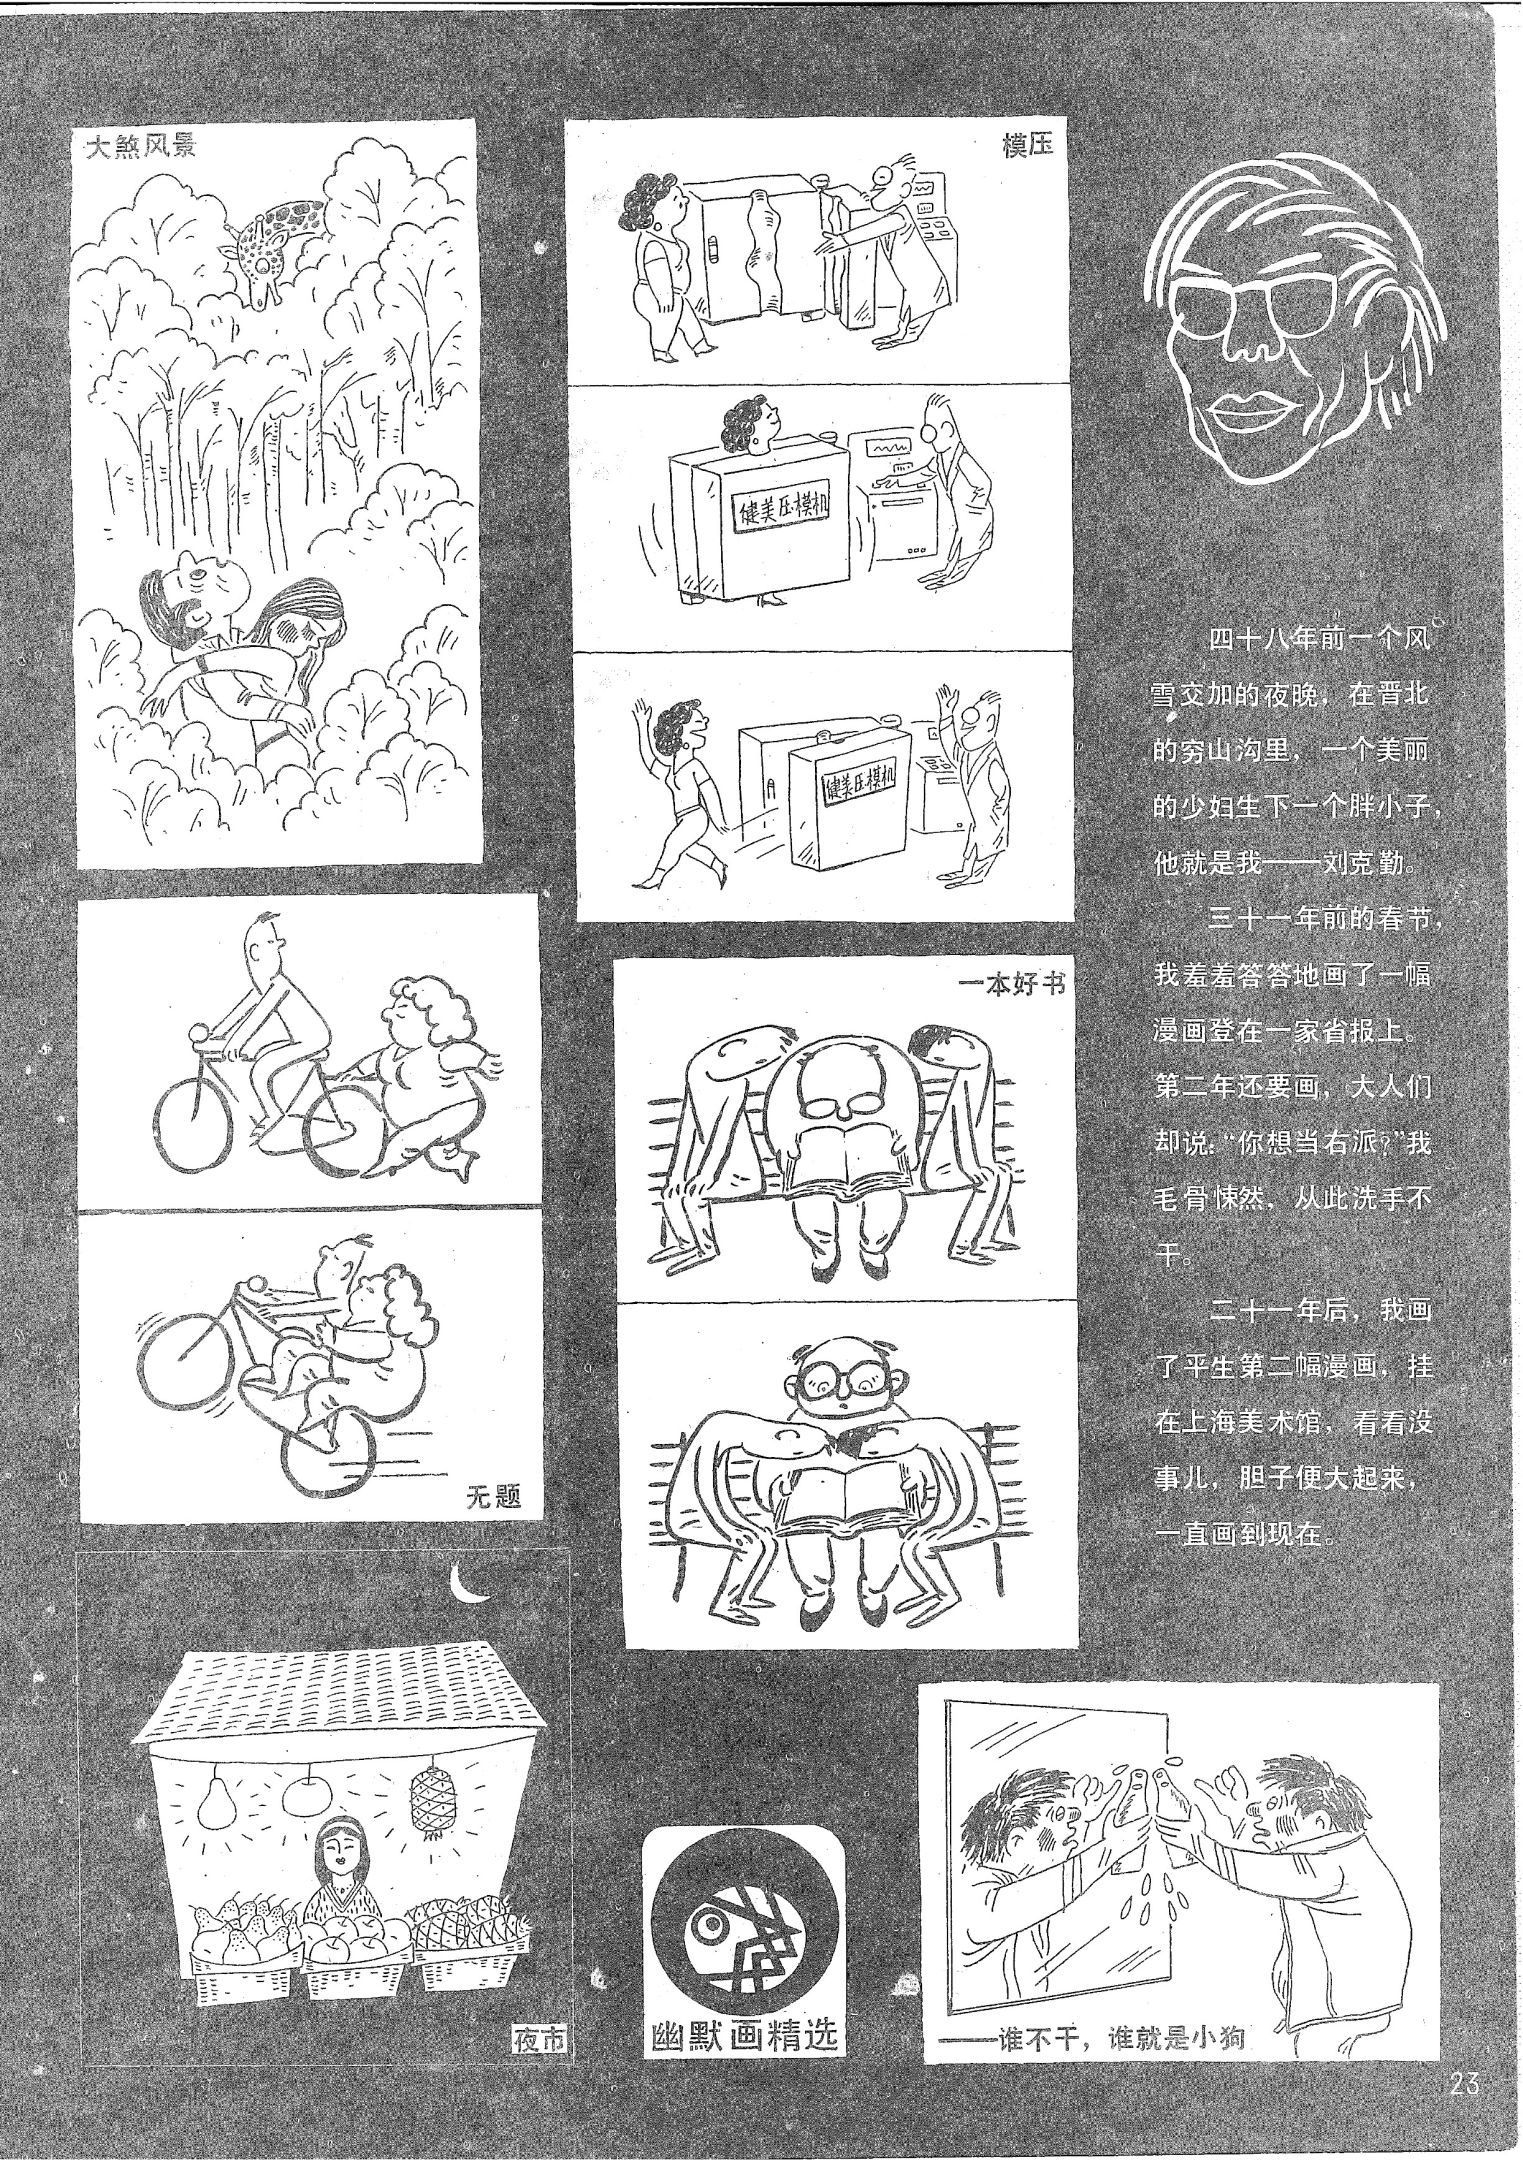 大煞风景
模压
健美压模机
健美压模机
四十八年前一个风
雪交加的夜晚，在晋北
的穷山沟里，一个美丽
的少妇生下一个胖小子，
他就是我——刘克勤。
三十一年前的春节，
我羞羞答答地画了一幅
漫画登在一家省报上。
第二年还要画，大人们
却说：“你想当右派？”我
毛骨悚然，从此洗手不
干。
二十一年后，我画
了平生第二幅漫画，挂
在上海美术馆，看看没
事儿，胆子便大起来，
一直画到现在。
无题
一本好书
夜市
幽默画精选
——谁不干，谁就是小狗
23